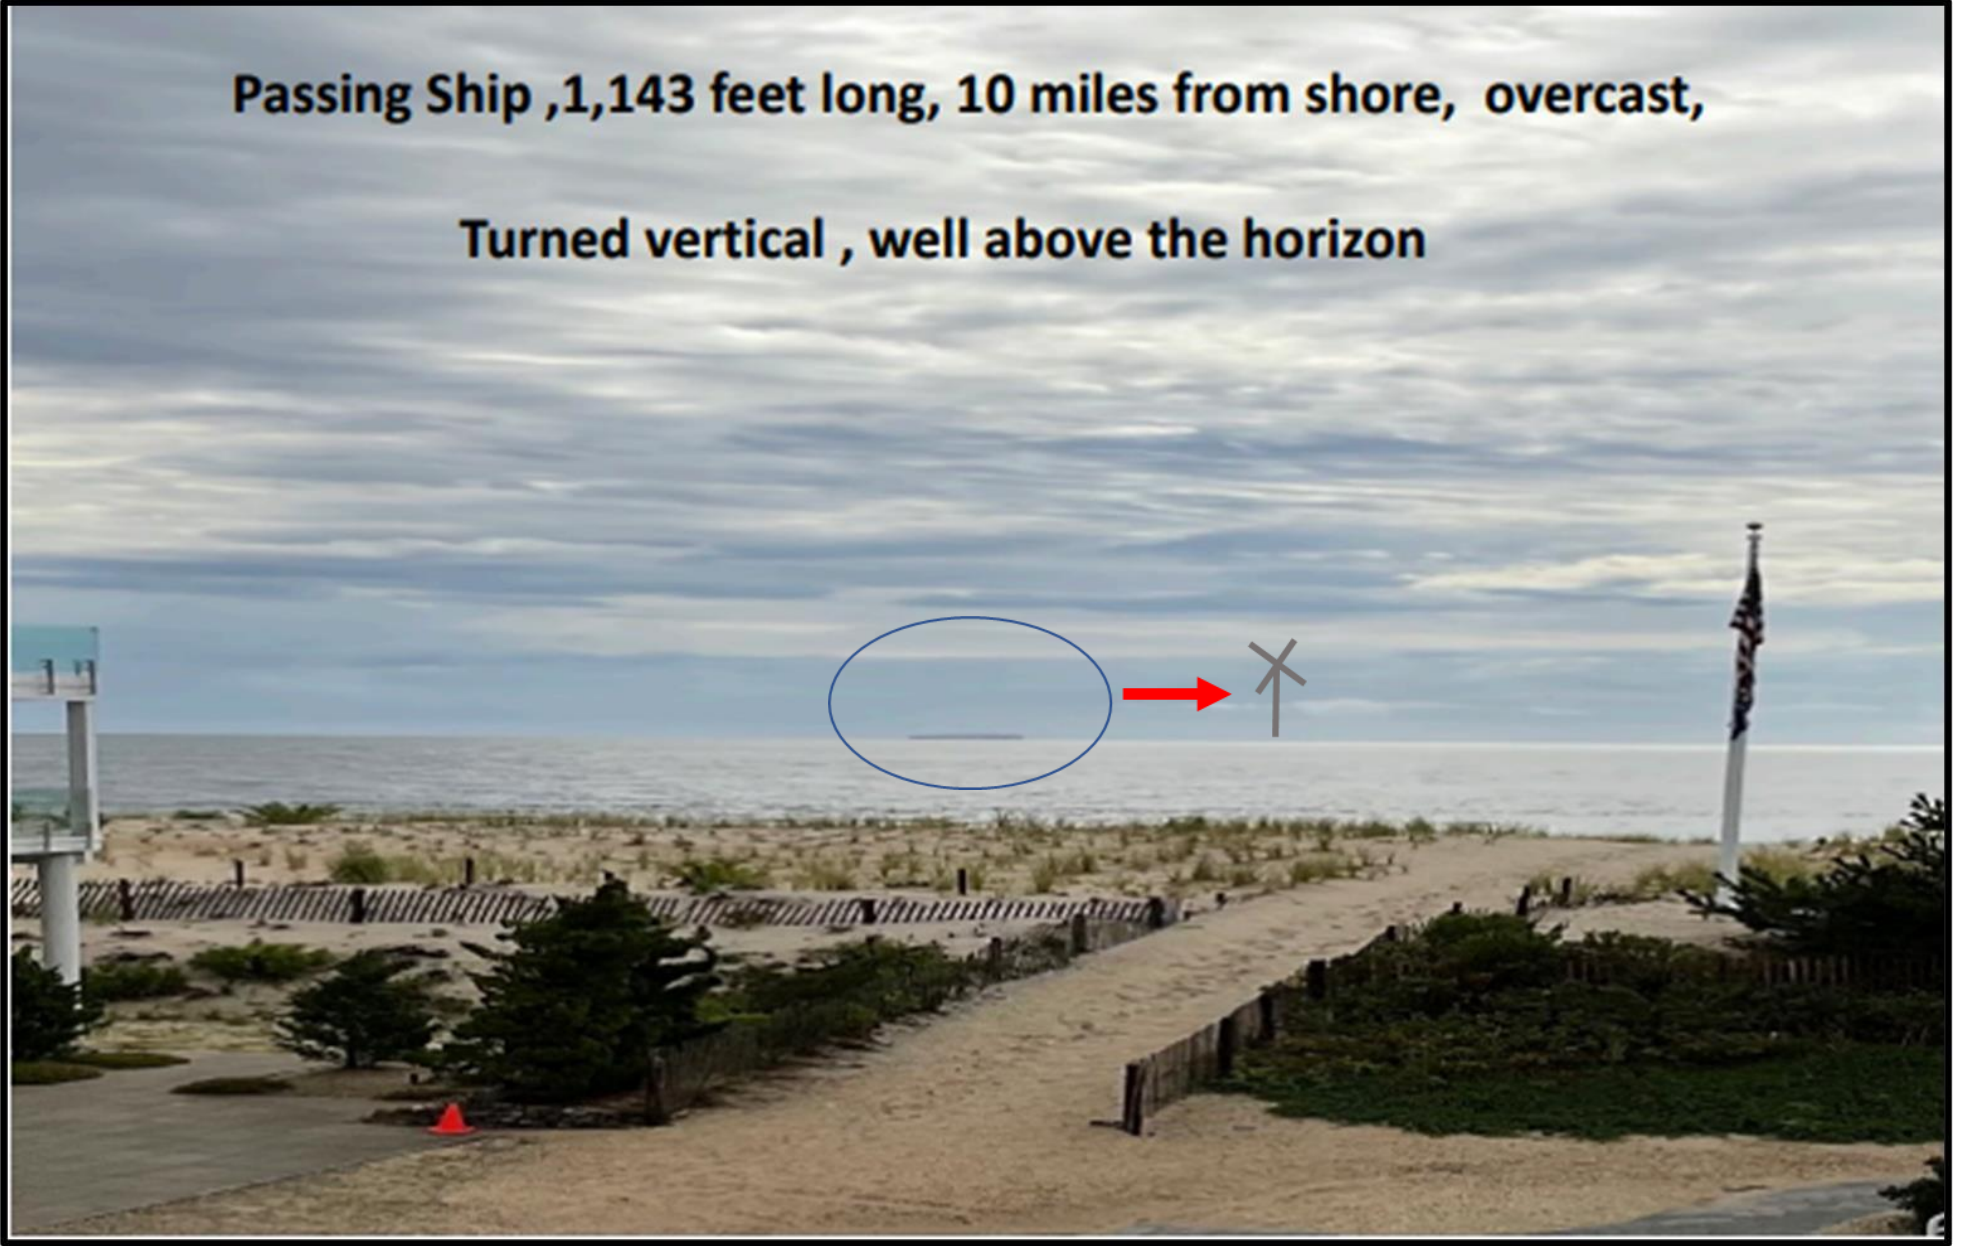 Passing Ship ,1,143 feet long, 10 miles from shore, overcast,
Turned vertical , well above the horizon